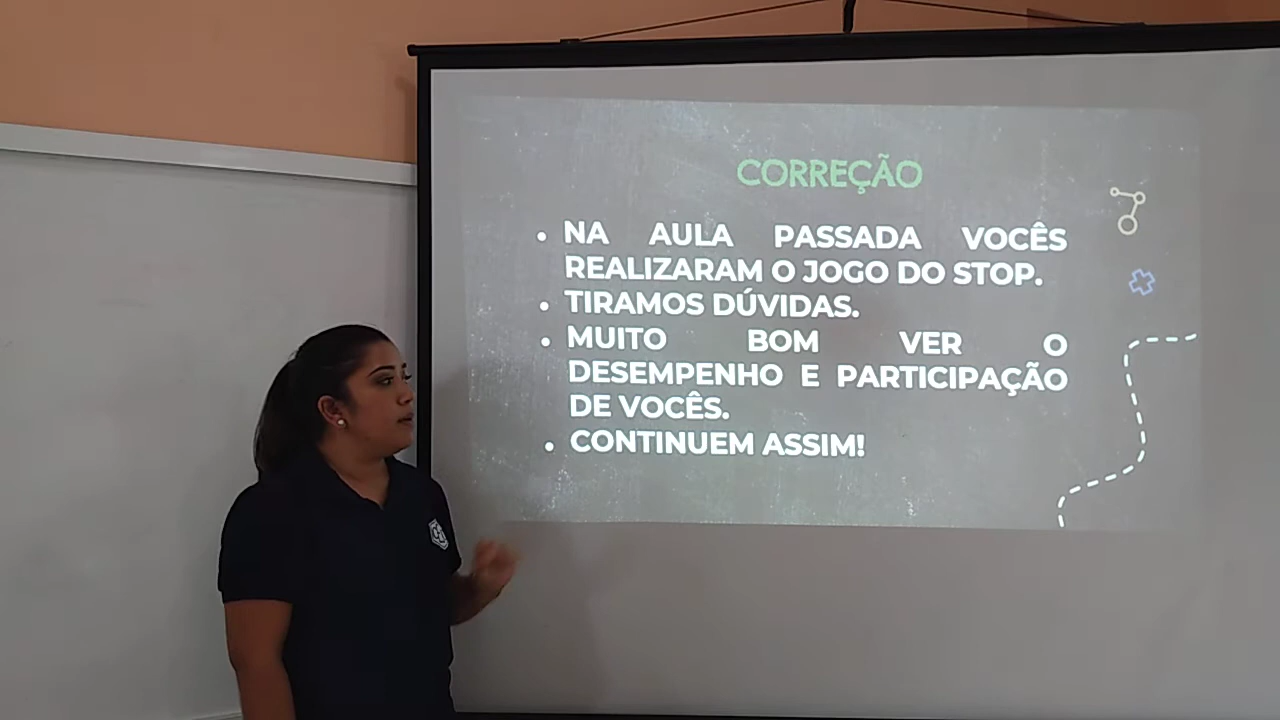 CORREÇÃO
• NA AULA PASSADA VOCÊS
REALIZARAM O JOGO DO STOP.
• TIRAMOS DÚVIDAS.
• MUITO BOM VER O
DESEMPENHO E PARTICIPAÇÃO
DE VOCÊS.
• CONTINUEM ASSIM!